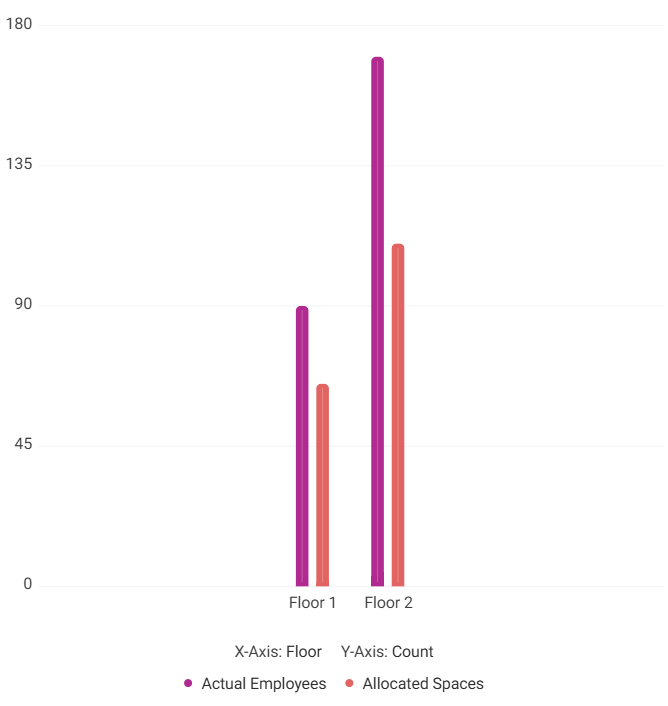 180
135
90
45
0
Floor 1 Floor 2
X-Axis: Floor Y-Axis: Count
Actual Employees Allocated Spaces